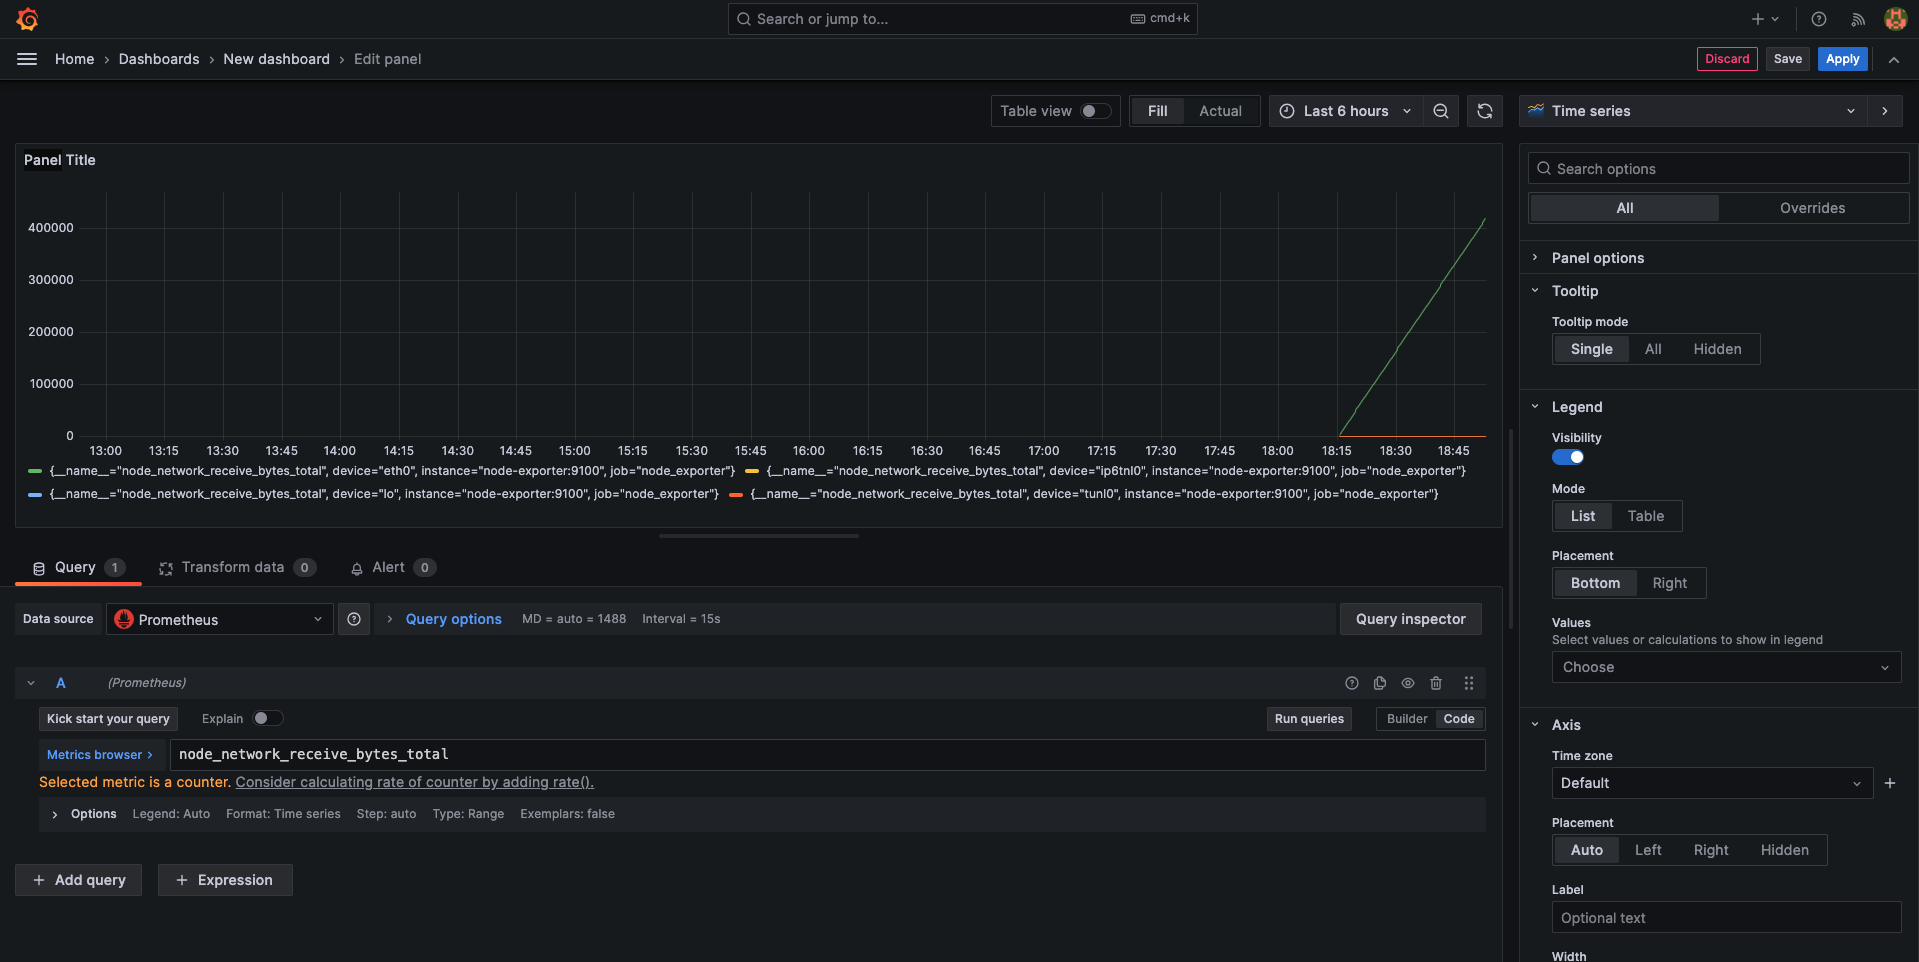 Search or jump to...
cmd+k
Home › Dashboards › New dashboard › Edit panel
Discard
Save
Apply
Table view
Fill
Actual
Last 6 hours
Time series
Panel Title
400000
300000
200000
100000
0
13:00 13:15 13:30 13:45 14:00 14:15 14:30 14:45 15:00 15:15 15:30 15:45 16:00 16:15 16:30 16:45 17:00 17:15 17:30 17:45 18:00 18:15 18:30 18:45
{__name__="node_network_receive_bytes_total", device="eth0", instance="node-exporter:9100", job="node_exporter"} {__name__="node_network_receive_bytes_total", device="ip6tnl0", instance="node-exporter:9100", job="node_exporter"}
{__name__="node_network_receive_bytes_total", device="lo", instance="node-exporter:9100", job="node_exporter"} {__name__="node_network_receive_bytes_total", device="tunl0", instance="node-exporter:9100", job="node_exporter"}
Query 1
Transform data 0
Alert 0
Data source
Prometheus
Query options
MD = auto = 1488
Interval = 15s
Query inspector
A
(Prometheus)
Kick start your query
Explain
Run queries
Builder
Code
Metrics browser >
node_network_receive_bytes_total
Selected metric is a counter. Consider calculating rate of counter by adding rate().
Options
Legend: Auto
Format: Time series
Step: auto
Type: Range
Exemplars: false
+ Add query
+ Expression
Search options
All
Overrides
Panel options
Tooltip
Tooltip mode
Single
All
Hidden
Legend
Visibility
Mode
List
Table
Placement
Bottom
Right
Values
Select values or calculations to show in legend
Choose
Axis
Time zone
Default
Placement
Auto
Left
Right
Hidden
Label
Optional text
Width